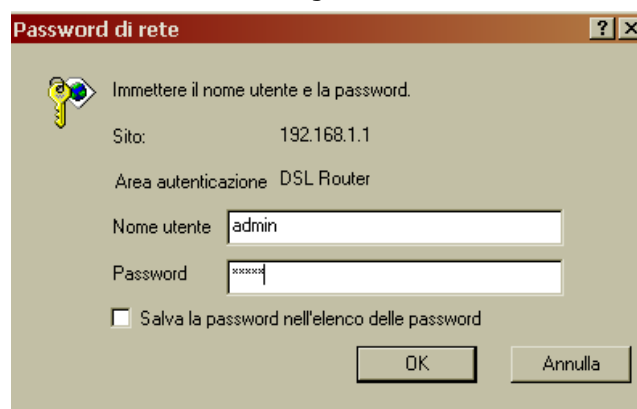 Password di rete
Immettere il nome utente e la password.
Sito: 192.168.1.1
Area autenticazione DSL Router
Nome utente admin
Password *****
Salva la password nell'elenco delle password
OK Annulla